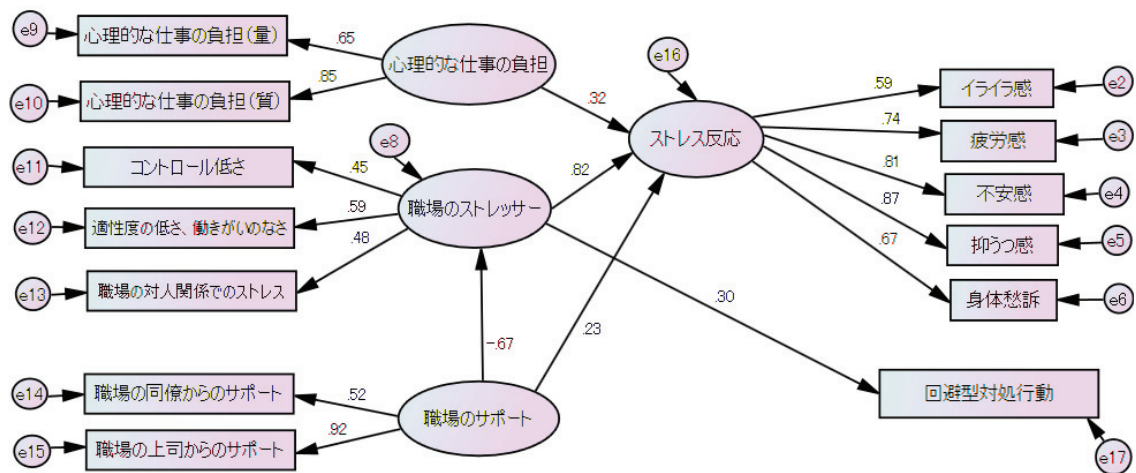 e9
心理的な仕事の負担(量)
.65
心理的な仕事の負担
e10
心理的な仕事の負担(質)
.85
e11
コントロール低さ
.45
e8
職場のストレッサー
e12
適性度の低さ、働きがいのなさ
.59
e13
職場の対人関係でのストレス
.48
-.67
e14
職場の同僚からのサポート
.52
職場のサポート
e15
職場の上司からのサポート
.92
.32
.82
.23
.30
e16
ストレス反応
.59
イライラ感
e2
.74
疲労感
e3
.81
不安感
e4
.87
抑うつ感
e5
.67
身体愁訴
e6
回避型対処行動
e17